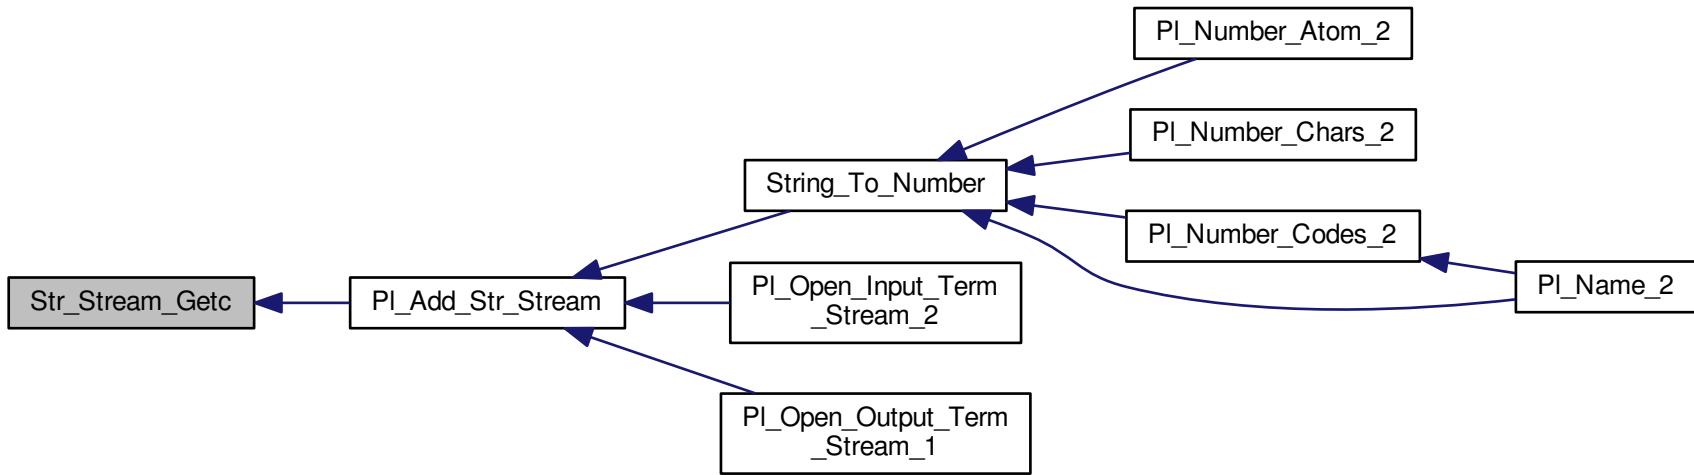 Str_Stream_Getc
Pl_Add_Str_Stream
String_To_Number
Pl_Open_Input_Term
_Stream_2
Pl_Open_Output_Term
_Stream_1
Pl_Number_Atom_2
Pl_Number_Chars_2
Pl_Number_Codes_2
Pl_Name_2